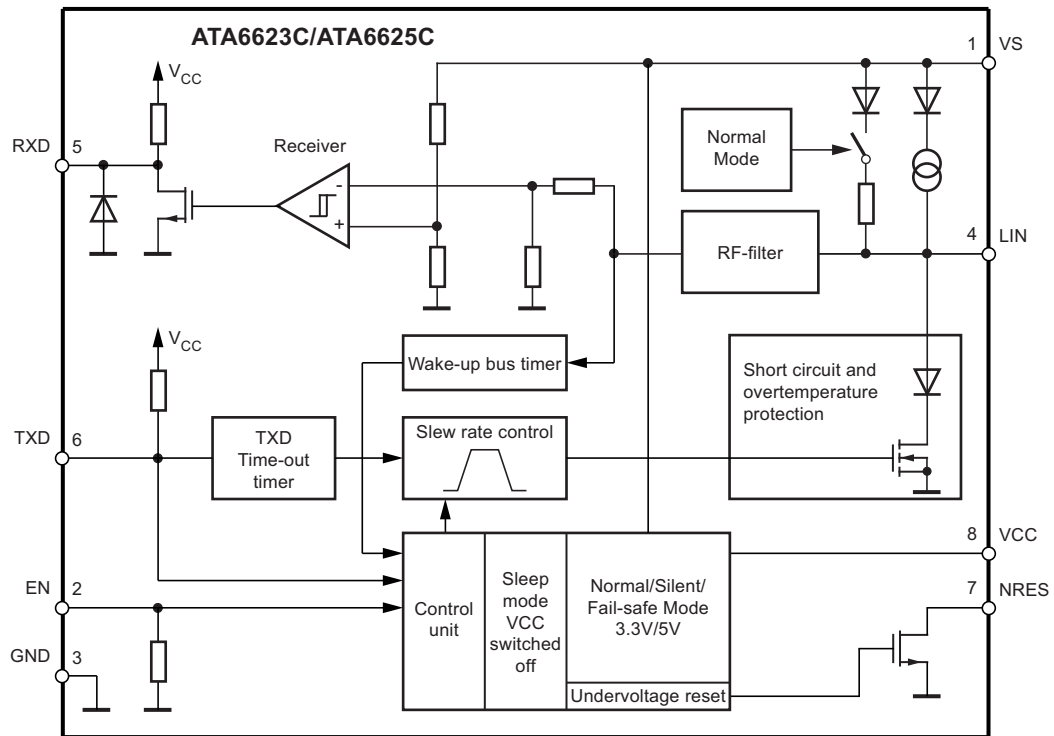 ATA6623C/ATA6625C
1 VS
VCC
RXD 5
Receiver
-
+
Normal
Mode
RF-filter
4 LIN
VCC
Wake-up bus timer
Short circuit and
overtemperature
protection
TXD 6
TXD
Time-out
timer
Slew rate control
8 VCC
EN 2
7 NRES
Control
unit
Sleep
mode
VCC
switched
off
Normal/Silent/
Fail-safe Mode
3.3V/5V
GND 3
Undervoltage reset